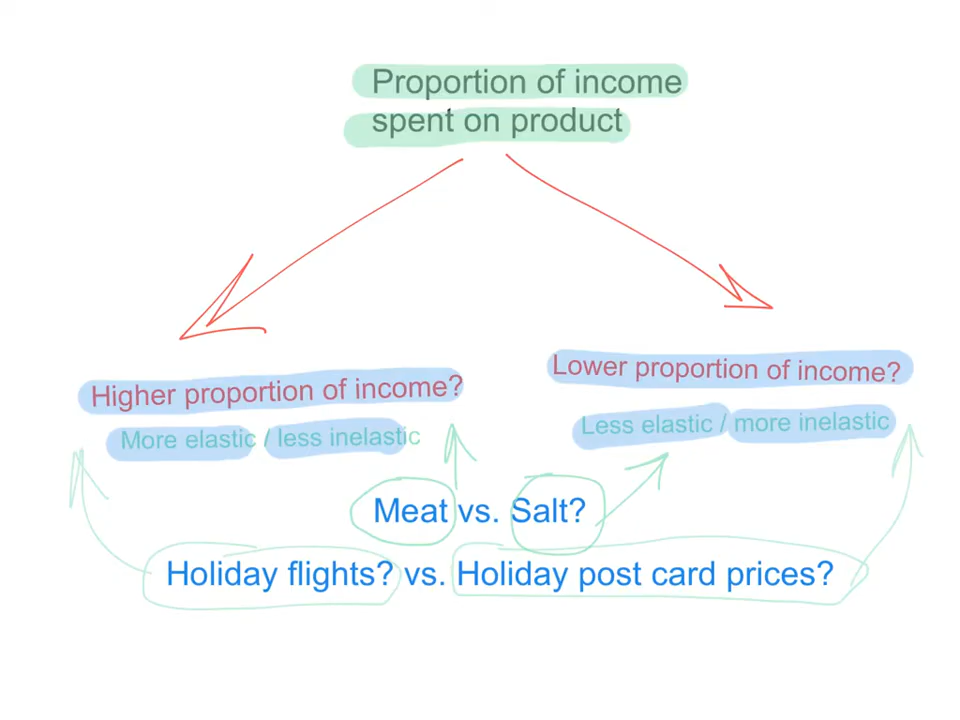 Proportion of income
spent on product
Higher proportion of income?
More elastic / less inelastic
Lower proportion of income?
Less elastic / more inelastic
Meat vs. Salt?
Holiday flights? vs. Holiday post card prices?